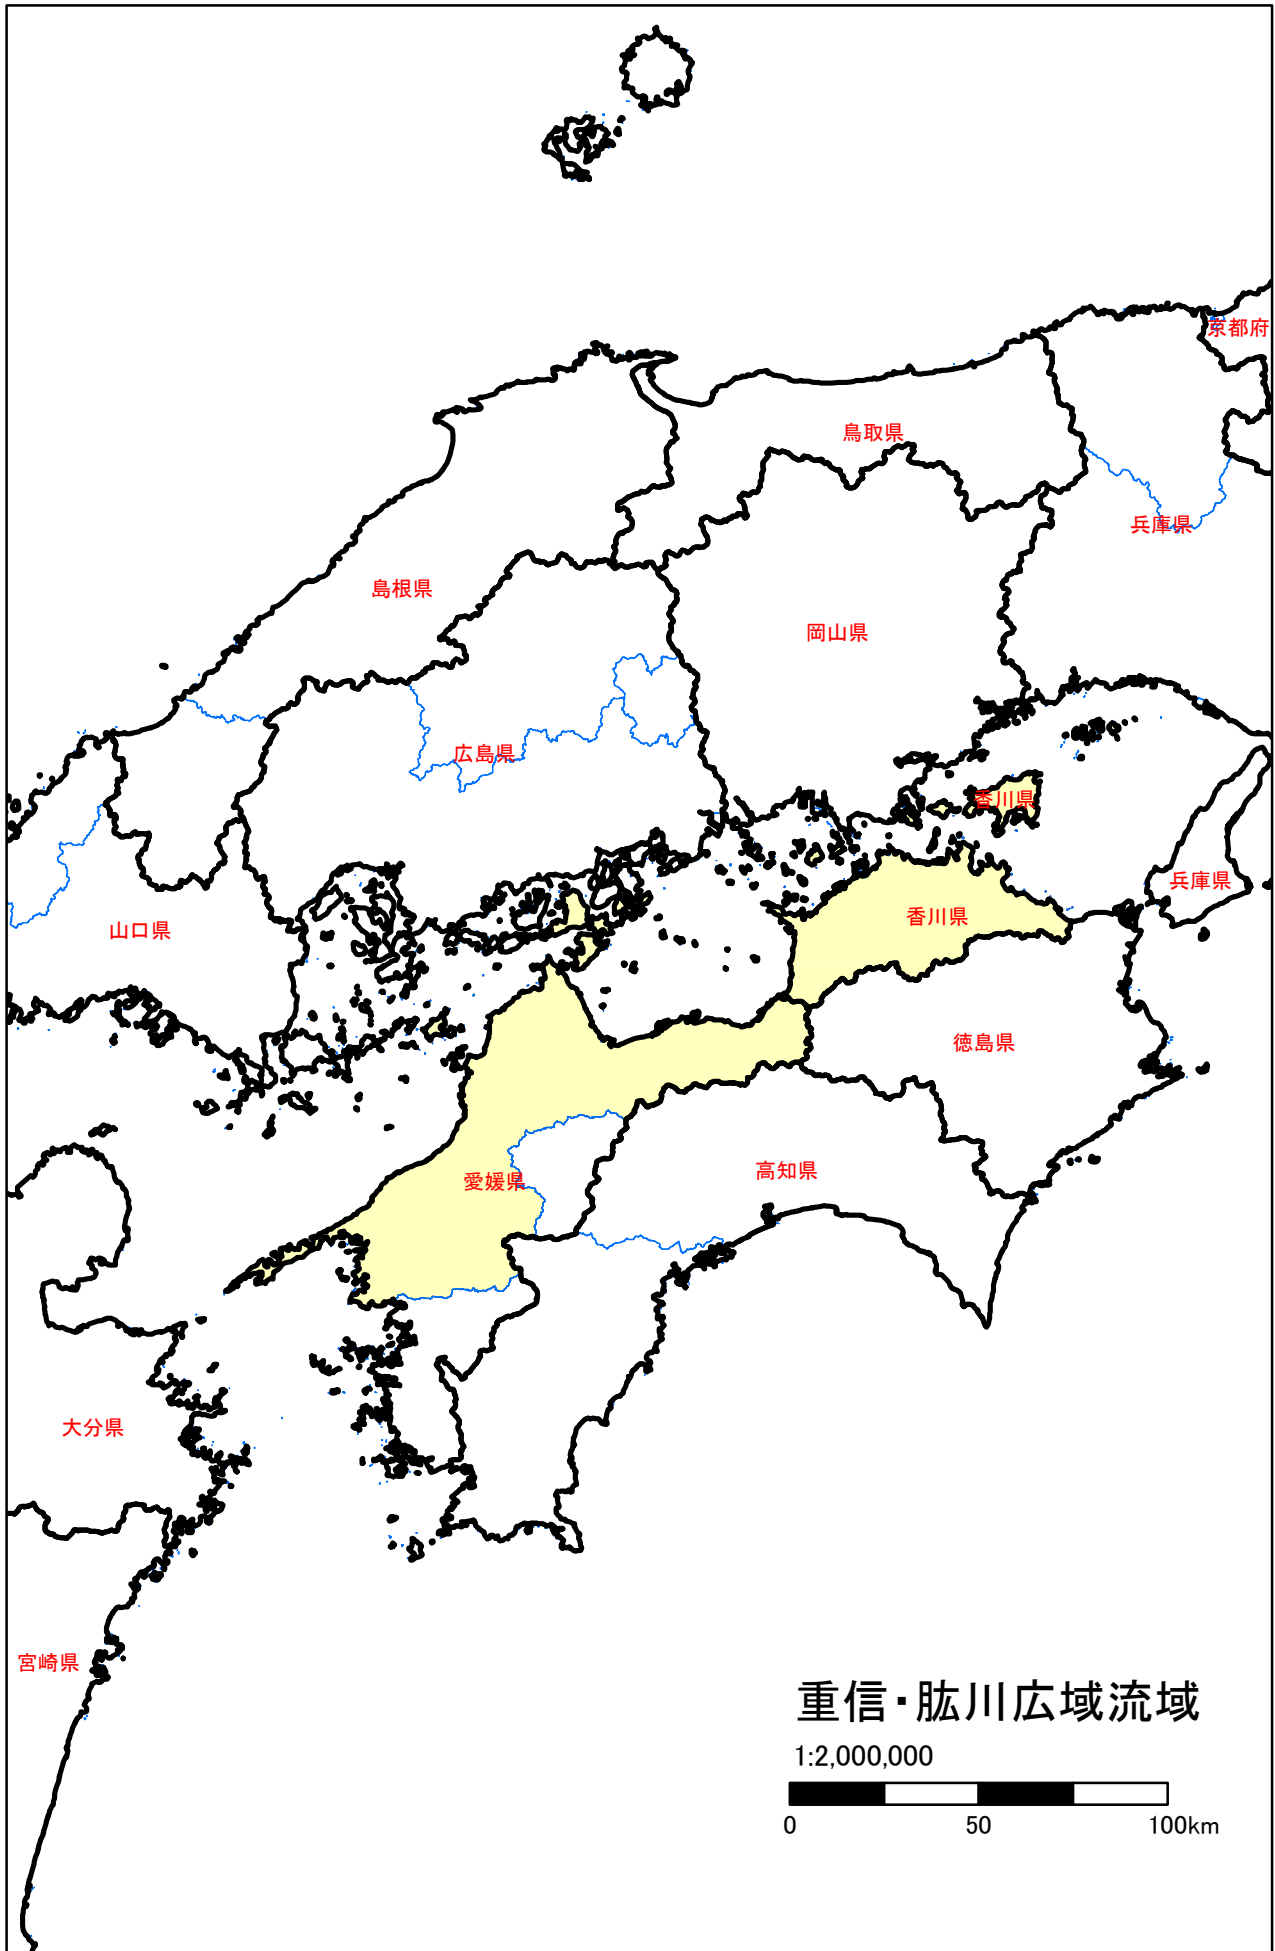 京都府
鳥取県
兵庫県
島根県
岡山県
広島県
香川県
兵庫県
香川県
山口県
徳島県
高知県
愛媛県
大分県
宮崎県
重信・肱川広域流域
1:2,000,000
0 50 100km